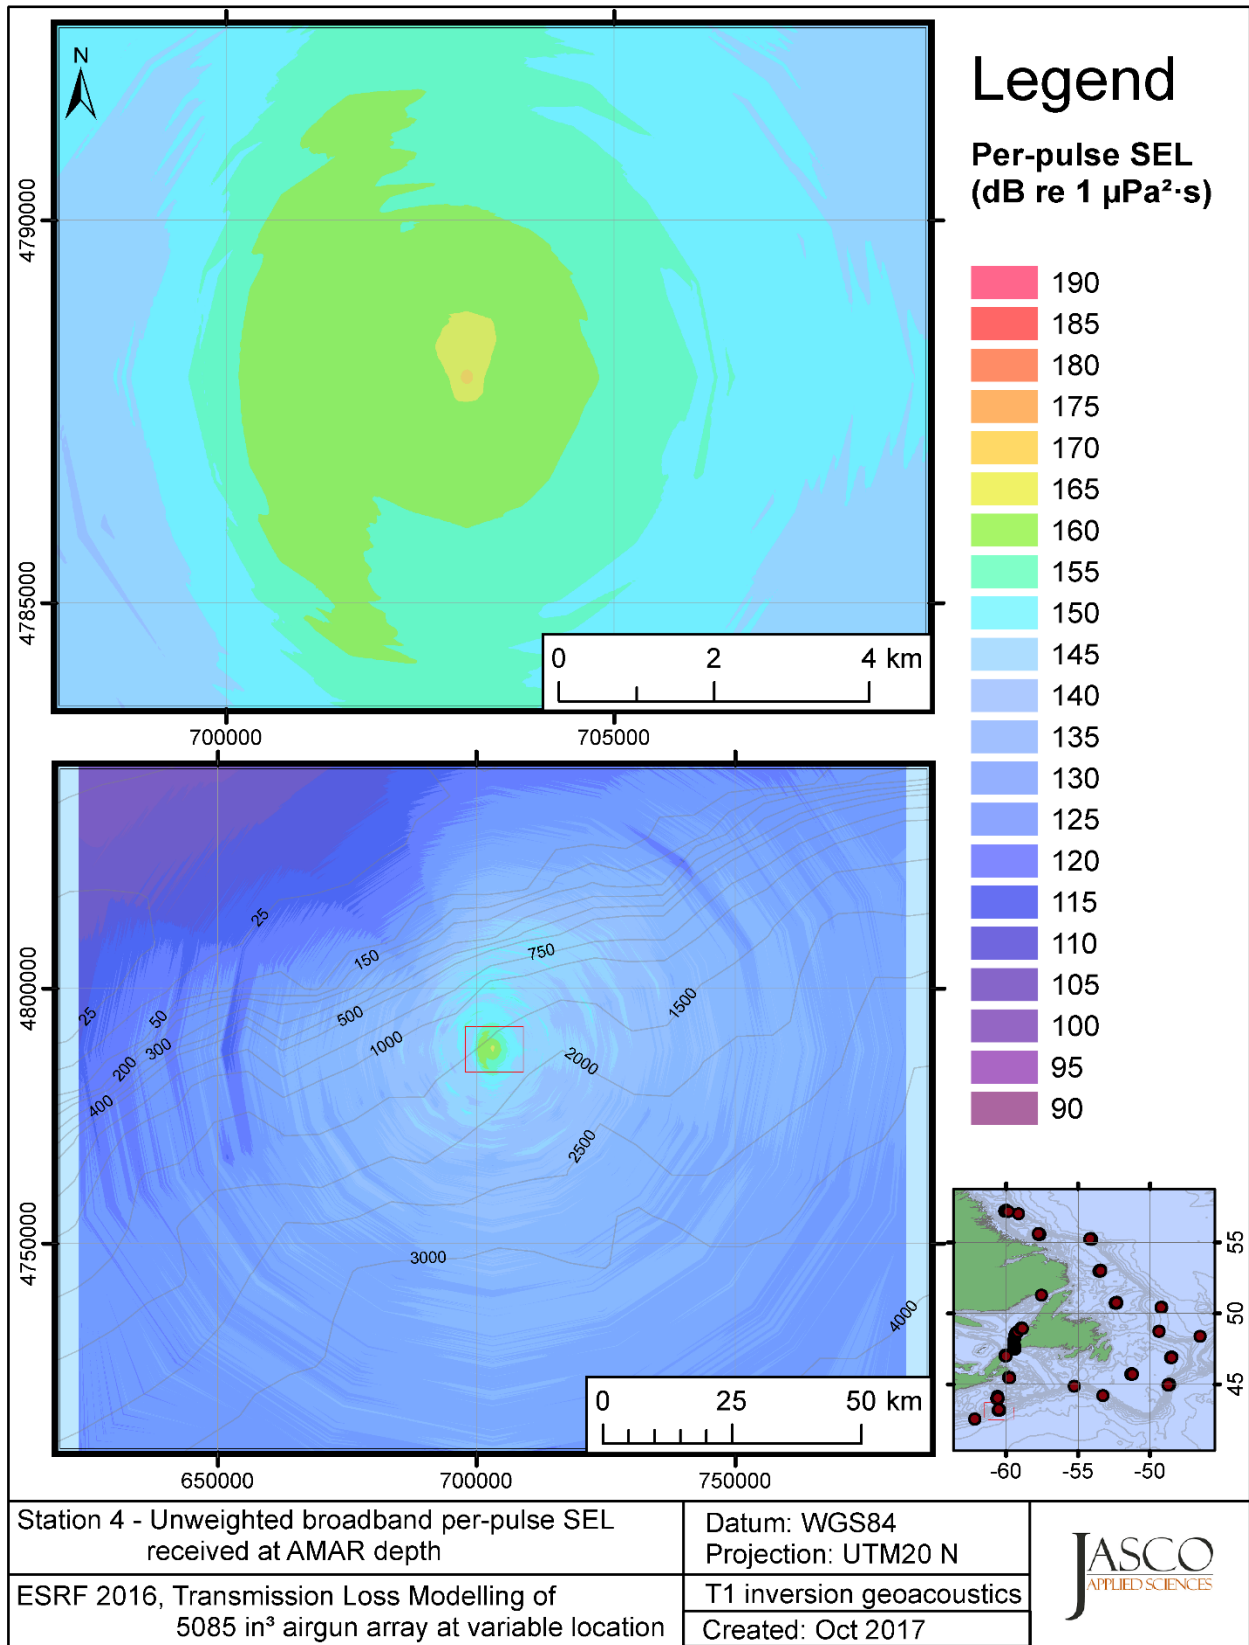 N
4790000
4785000
0 2 4 km
700000 705000
Legend
Per-pulse SEL
(dB re 1 µPa²·s)
190
185
180
175
170
165
160
155
150
145
140
135
130
125
120
115
110
105
100
95
90
4800000
4750000
25
150
750
500
1000
1500
2000
2500
3000
4000
25
50
300
200
400
0 25 50 km
650000 700000 750000
55
50
45
-60 -55 -50
Station 4 - Unweighted broadband per-pulse SEL
received at AMAR depth
ESRF 2016, Transmission Loss Modelling of
5085 in³ airgun array at variable location
Datum: WGS84
Projection: UTM20 N
T1 inversion geoacoustics
Created: Oct 2017
JASCO
APPLIED SCIENCES